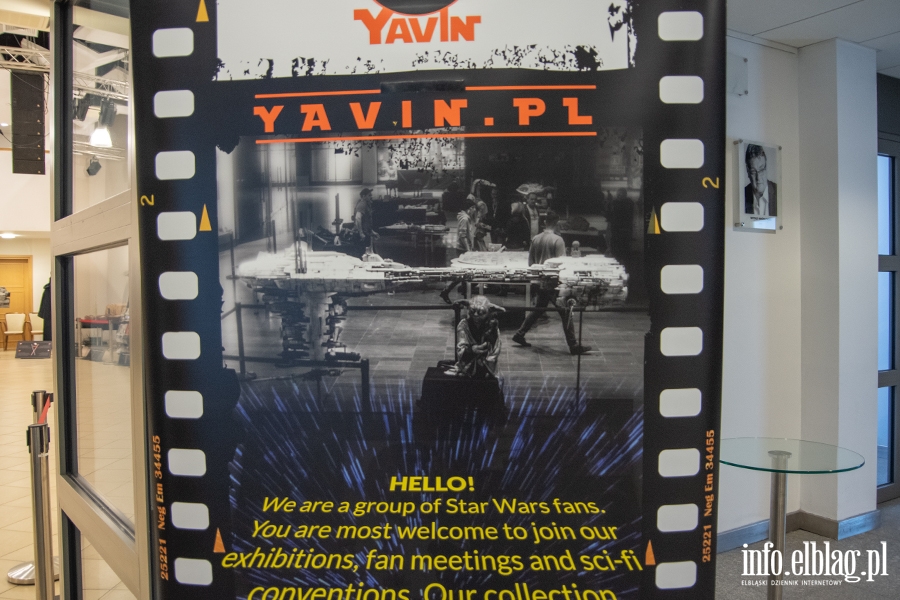 YAVIN
YAVIN.PL
2
2
HELLO!
We are a group of Star Wars fans.
You are most welcome to join our
exhibitions, fan meetings and sci-fi
conventions. Our collection
25221 Neg Em 34455
25221 Neg Em 34455
info.elblag.pl
ELBLĄSKI DZIENNIK INTERNETOWY